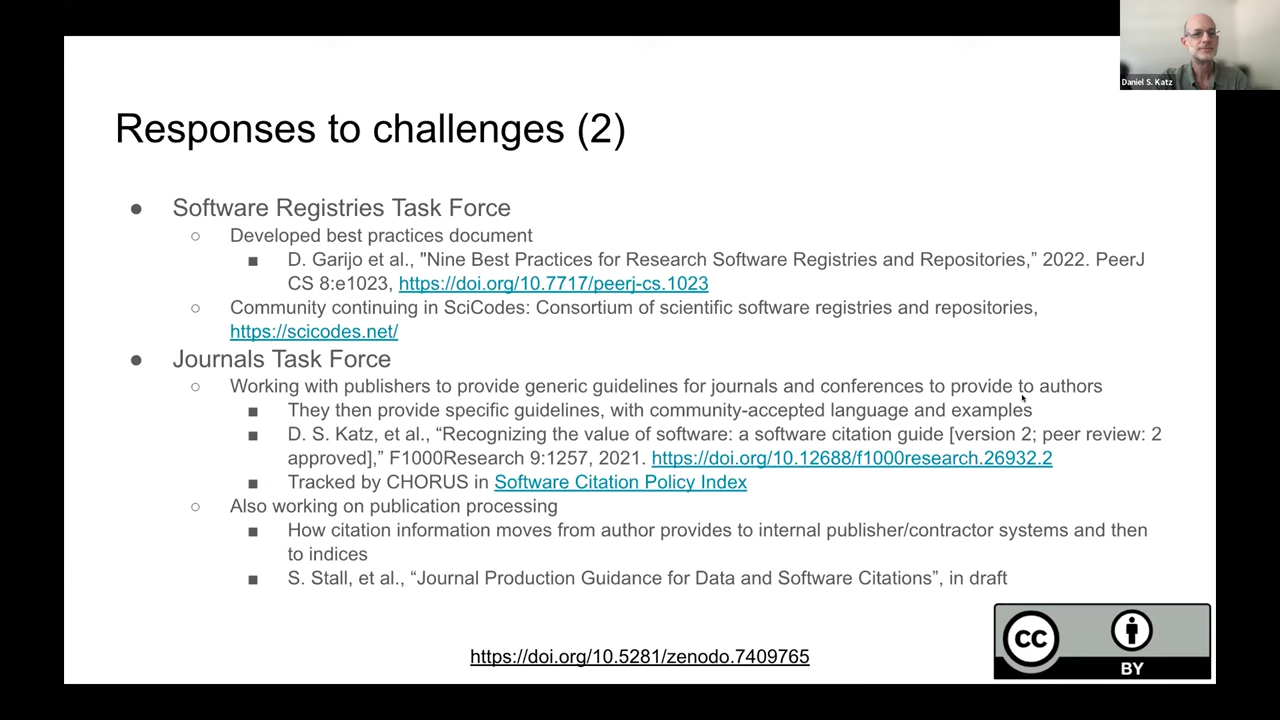 Daniel S. Katz
Responses to challenges (2)
● Software Registries Task Force
○ Developed best practices document
■ D. Garijo et al., "Nine Best Practices for Research Software Registries and Repositories,” 2022. PeerJ
CS 8:e1023, https://doi.org/10.7717/peerj-cs.1023
○ Community continuing in SciCodes: Consortium of scientific software registries and repositories,
https://scicodes.net/
● Journals Task Force
○ Working with publishers to provide generic guidelines for journals and conferences to provide to authors
■ They then provide specific guidelines, with community-accepted language and examples
■ D. S. Katz, et al., “Recognizing the value of software: a software citation guide [version 2; peer review: 2
approved],” F1000Research 9:1257, 2021. https://doi.org/10.12688/f1000research.26932.2
■ Tracked by CHORUS in Software Citation Policy Index
○ Also working on publication processing
■ How citation information moves from author provides to internal publisher/contractor systems and then
to indices
■ S. Stall, et al., “Journal Production Guidance for Data and Software Citations”, in draft
https://doi.org/10.5281/zenodo.7409765
CC
BY